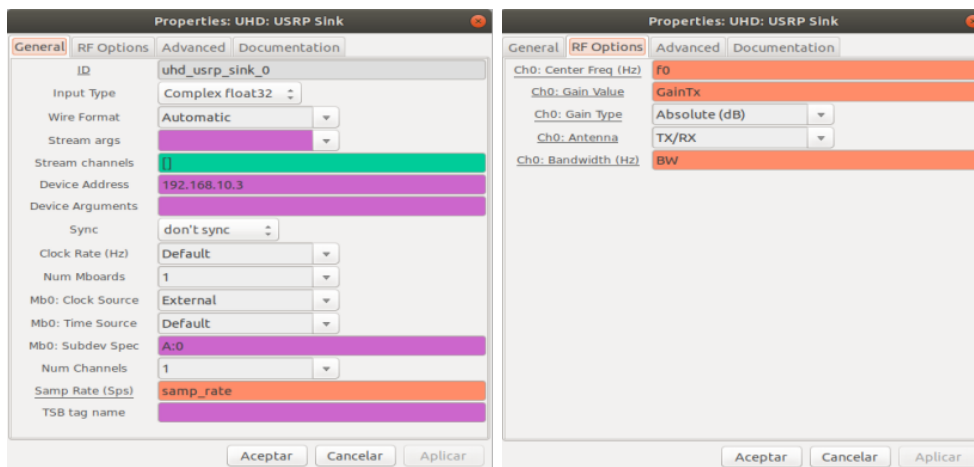 Properties: UHD: USRP Sink
General RF Options Advanced Documentation
ID uhd_usrp_sink_0
Input Type Complex float32
Wire Format Automatic
Stream args
Stream channels []
Device Address 192.168.10.3
Device Arguments
Sync don't sync
Clock Rate (Hz) Default
Num Mboards 1
Mb0: Clock Source External
Mb0: Time Source Default
Mb0: Subdev Spec A:0
Num Channels 1
Samp Rate (Sps) samp_rate
TSB tag name
Aceptar Cancelar Aplicar
Properties: UHD: USRP Sink
General RF Options Advanced Documentation
Ch0: Center Freq (Hz) f0
Ch0: Gain Value GainTx
Ch0: Gain Type Absolute (dB)
Ch0: Antenna TX/RX
Ch0: Bandwidth (Hz) BW
Aceptar Cancelar Aplicar